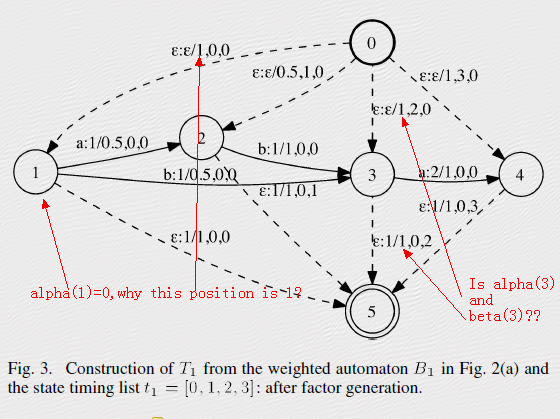 0
ε:ε/1,0,0
ε:ε/0.5,1,0
ε:ε/1,3,0
ε:ε/1,2,0
a:1/0.5,0,0
2
b:1/1,0,0
1
b:1/0.5,0,0
3
a:2/1,0,0
4
ε:1/1,0,1
ε:1/1,0,3
ε:1/1,0,0
ε:1/1,0,2
alpha(1)=0,why this position is 1?
Is alpha(3)
and
beta(3)??
5
Fig. 3. Construction of T₁ from the weighted automaton B₁ in Fig. 2(a) and
the state timing list t₁ = [0, 1, 2, 3]: after factor generation.